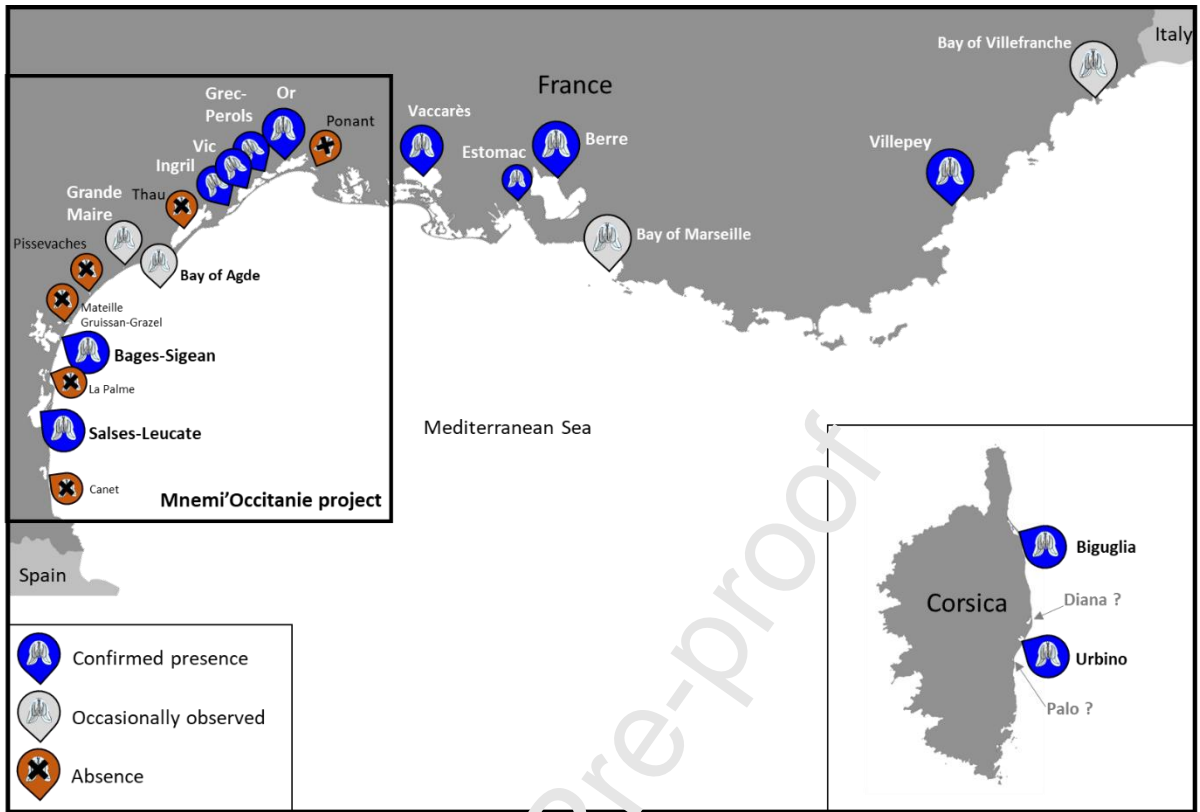 Italy
Bay of Villefranche
France
Grec-
Perols
Or
Ponant
Vaccarès
Vic
Ingril
Estomac
Berre
Villepey
Thau
Grande
Maire
Bay of Marseille
Pissevaches
Bay of Agde
Mateille
Gruissan-Grazel
Bages-Sigean
La Palme
Mediterranean Sea
Salses-Leucate
Canet
Mnemi’Occitanie project
Spain
Confirmed presence
Occasionally observed
Absence
Biguglia
Diana ?
Corsica
Urbino
Palo ?
Pre-proof